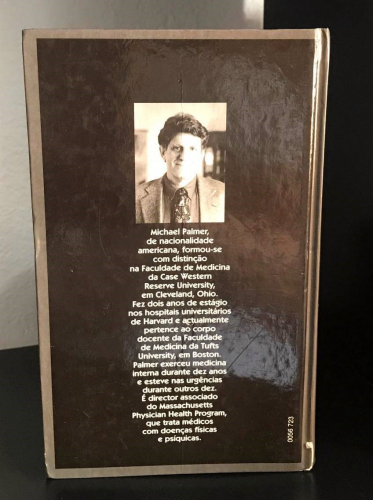 Michael Palmer,
de nacionalidade
americana, formou-se
com distinção
na Faculdade de Medicina
da Case Western
Reserve University,
em Cleveland, Ohio.
Fez dois anos de estágio
nos hospitais universitários
de Harvard e actualmente
pertence ao corpo
docente da Faculdade
de Medicina da Tufts
University, em Boston.
Palmer exerceu medicina
interna durante dez anos
e esteve nas urgências
durante outros dez.
É director associado
do Massachusetts
Physician Health Program,
que trata médicos
com doenças físicas
e psíquicas.
0056 723